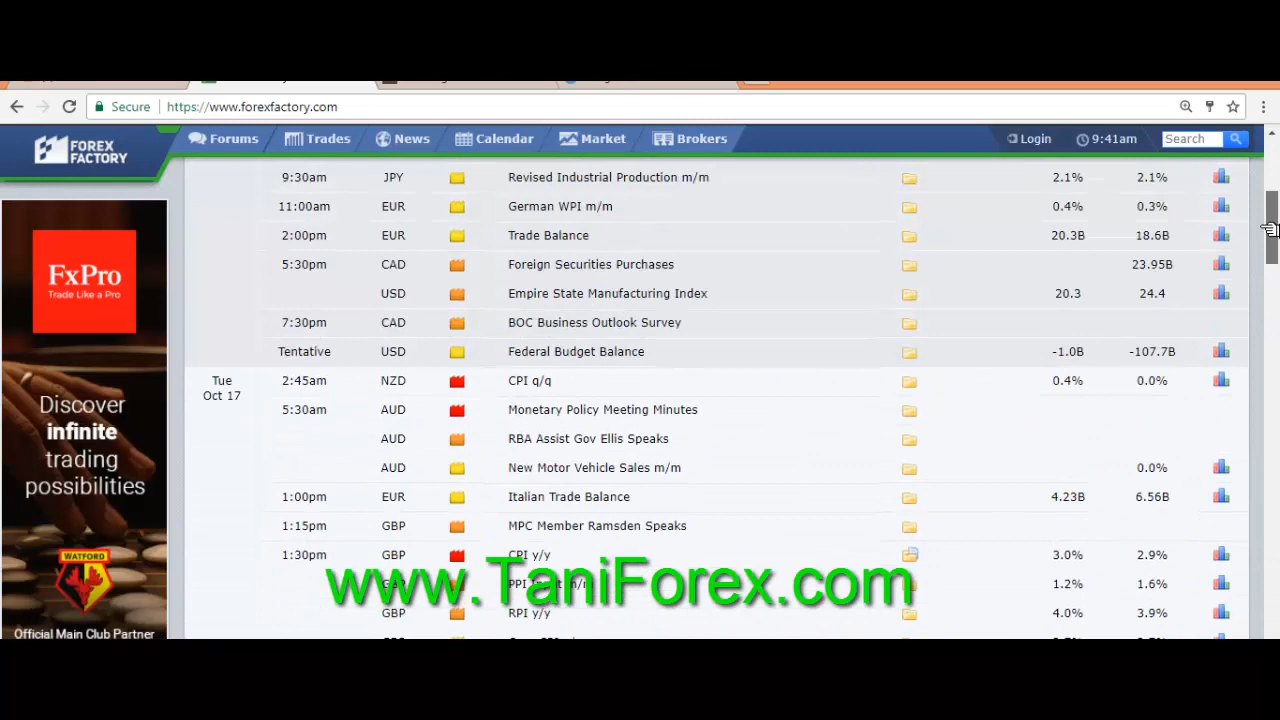 Secure https://www.forexfactory.com
FOREX FACTORY Forums Trades News Calendar Market Brokers Login 9:41am Search
9:30am JPY Revised Industrial Production m/m 2.1% 2.1%
11:00am EUR German WPI m/m 0.4% 0.3%
2:00pm EUR Trade Balance 20.3B 18.6B
5:30pm CAD Foreign Securities Purchases 23.95B
USD Empire State Manufacturing Index 20.3 24.4
7:30pm CAD BOC Business Outlook Survey
Tentative USD Federal Budget Balance -1.0B -107.7B
Tue Oct 17 2:45am NZD CPI q/q 0.4% 0.0%
5:30am AUD Monetary Policy Meeting Minutes
AUD RBA Assist Gov Ellis Speaks
AUD New Motor Vehicle Sales m/m 0.0%
1:00pm EUR Italian Trade Balance 4.23B 6.56B
1:15pm GBP MPC Member Ramsden Speaks
1:30pm GBP CPI y/y 3.0% 2.9%
GBP PPI Input m/m 1.2% 1.6%
GBP RPI y/y 4.0% 3.9%
www.TaniForex.com
FxPro
Trade Like a Pro
Discover
infinite
trading
possibilities
WATFORD
Official Main Club Partner